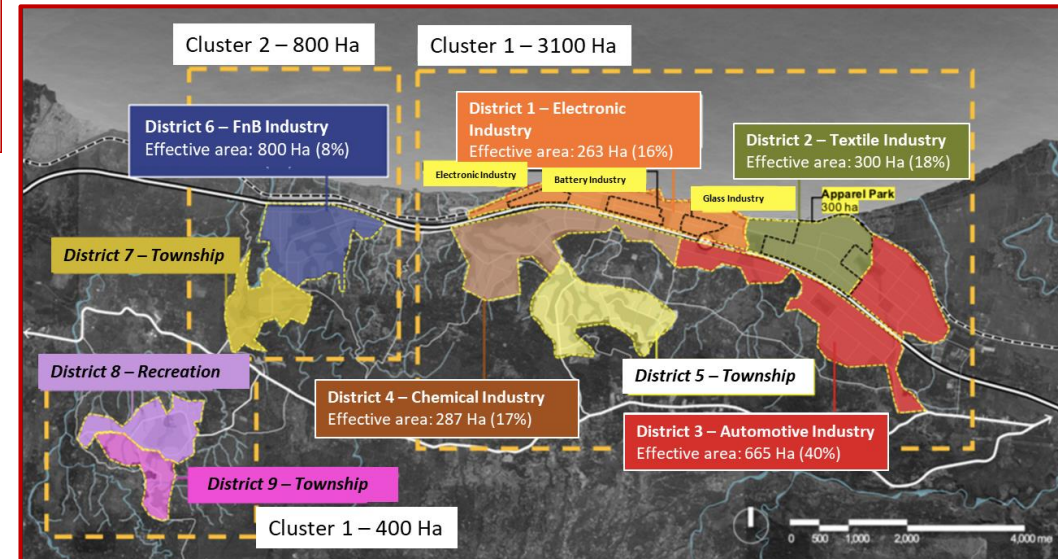 Cluster 2 – 800 Ha
Cluster 1 – 3100 Ha
District 6 – FnB Industry
Effective area: 800 Ha (8%)
District 1 – Electronic
Industry
Effective area: 263 Ha (16%)
District 2 – Textile Industry
Effective area: 300 Ha (18%)
Electronic Industry
Battery Industry
Glass Industry
Apparel Park
300 ha
District 7 – Township
District 8 – Recreation
District 5 – Township
District 4 – Chemical Industry
Effective area: 287 Ha (17%)
District 3 – Automotive Industry
Effective area: 665 Ha (40%)
District 9 – Township
Cluster 1 – 400 Ha
0 500 1,000 2,000 4,000 me